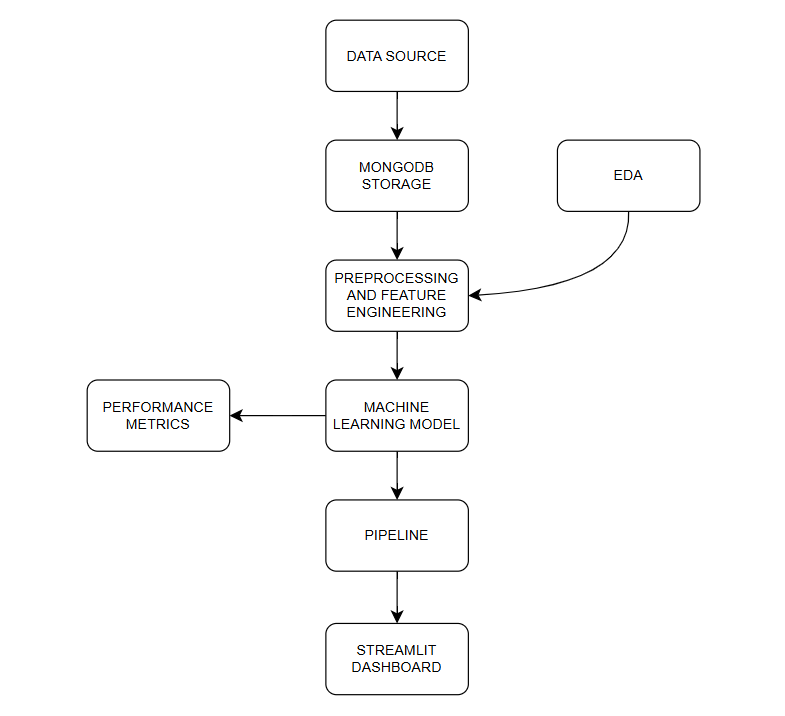 DATA SOURCE
MONGODB
STORAGE
EDA
PREPROCESSING
AND FEATURE
ENGINEERING
PERFORMANCE
METRICS
MACHINE
LEARNING MODEL
PIPELINE
STREAMLIT
DASHBOARD